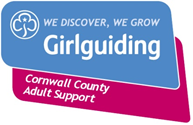 WE DISCOVER, WE GROW
Girlguiding
Cornwall County
Adult Support